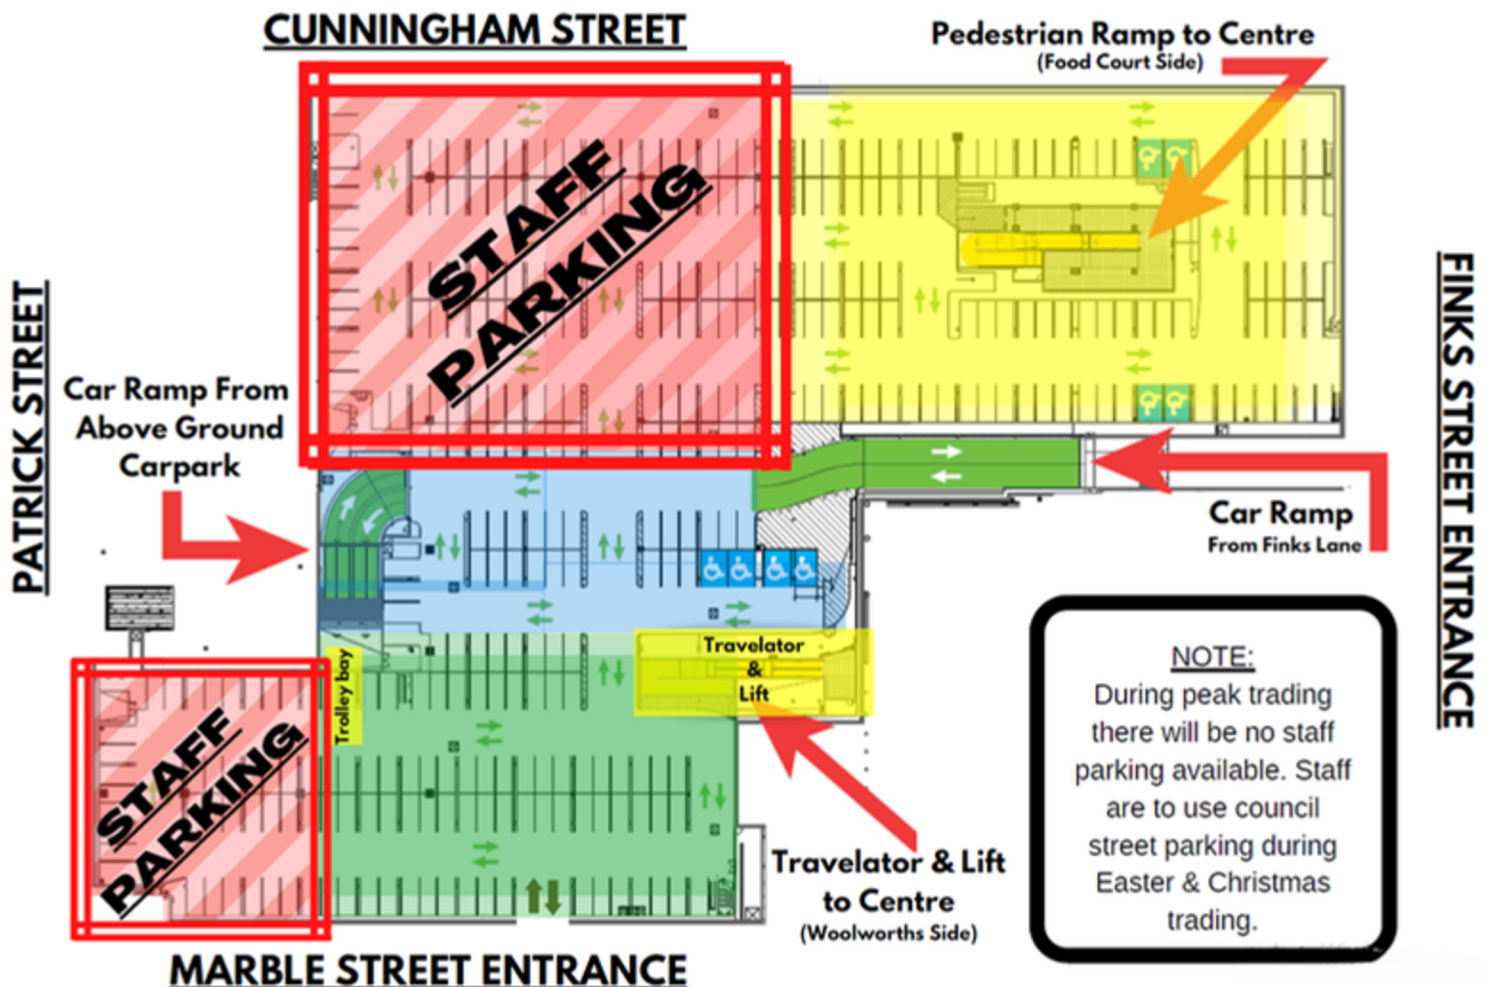 CUNNINGHAM STREET
Pedestrian Ramp to Centre
(Food Court Side)
STAFF
PARKING
PATRICK STREET
FINKS STREET ENTRANCE
Car Ramp From
Above Ground
Carpark
Car Ramp
From Finks Lane
Travelator
&
Lift
Trolley bay
STAFF
PARKING
NOTE:
During peak trading
there will be no staff
parking available. Staff
are to use council
street parking during
Easter & Christmas
trading.
Travelator & Lift
to Centre
(Woolworths Side)
MARBLE STREET ENTRANCE